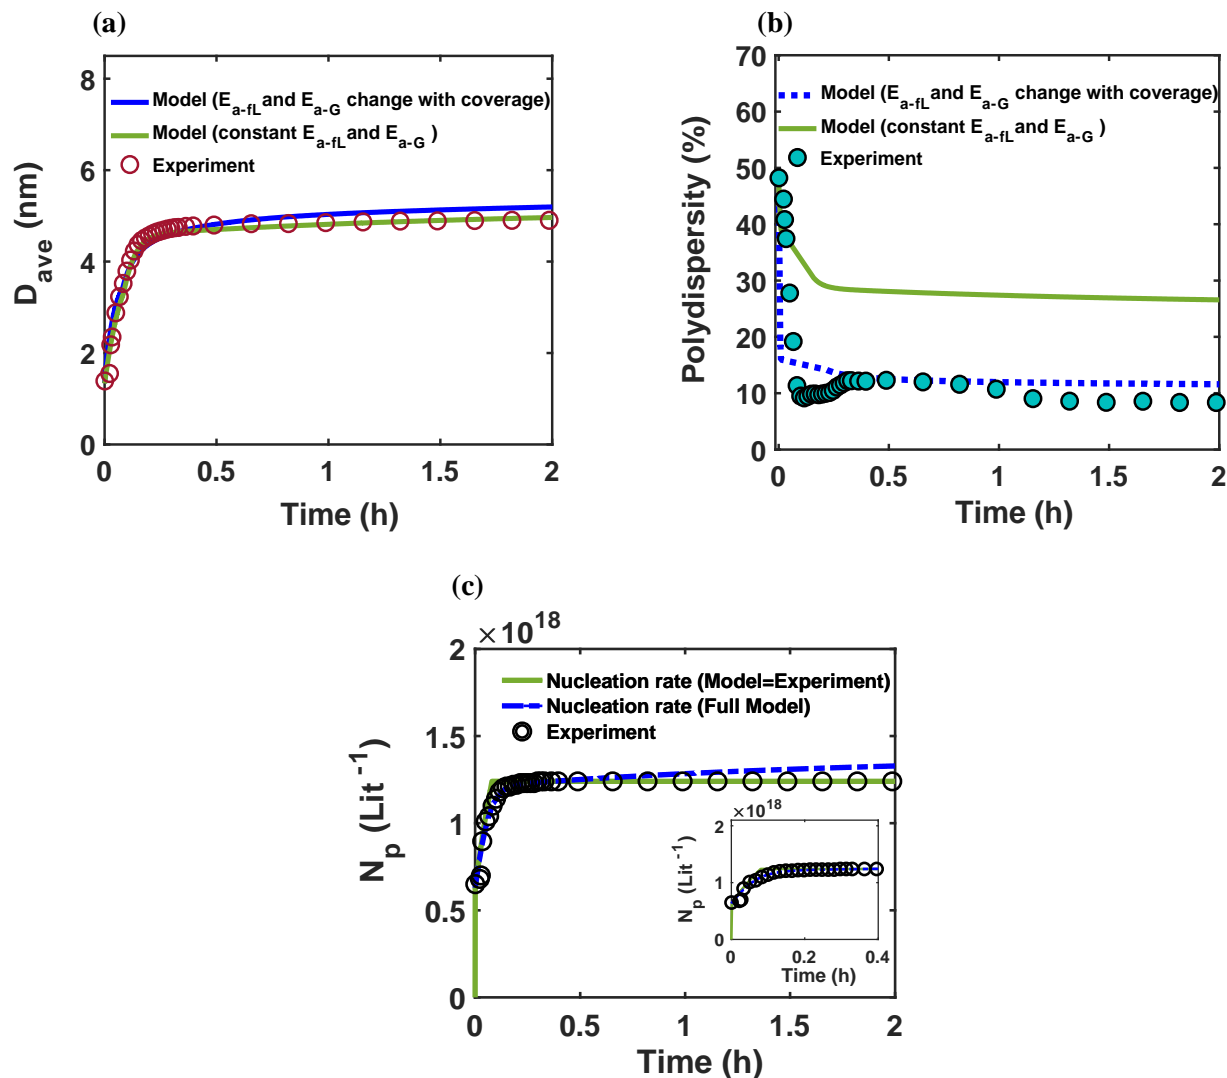 (a)
8
6
4
2
0
D_ave (nm)
Model (E_a-fL and E_a-G change with coverage)
Model (constant E_a-fL and E_a-G )
Experiment
0 0.5 1 1.5 2
Time (h)
(b)
70
60
50
40
30
20
10
0
Polydispersity (%)
Model (E_a-fL and E_a-G change with coverage)
Model (constant E_a-fL and E_a-G )
Experiment
0 0.5 1 1.5 2
Time (h)
(c)
×10^18
2
1.5
1
0.5
0
N_p (Lit^-1)
Nucleation rate (Model=Experiment)
Nucleation rate (Full Model)
Experiment
×10^18
2
1
0
N_p (Lit^-1)
0 0.2 0.4
Time (h)
0 0.5 1 1.5 2
Time (h)